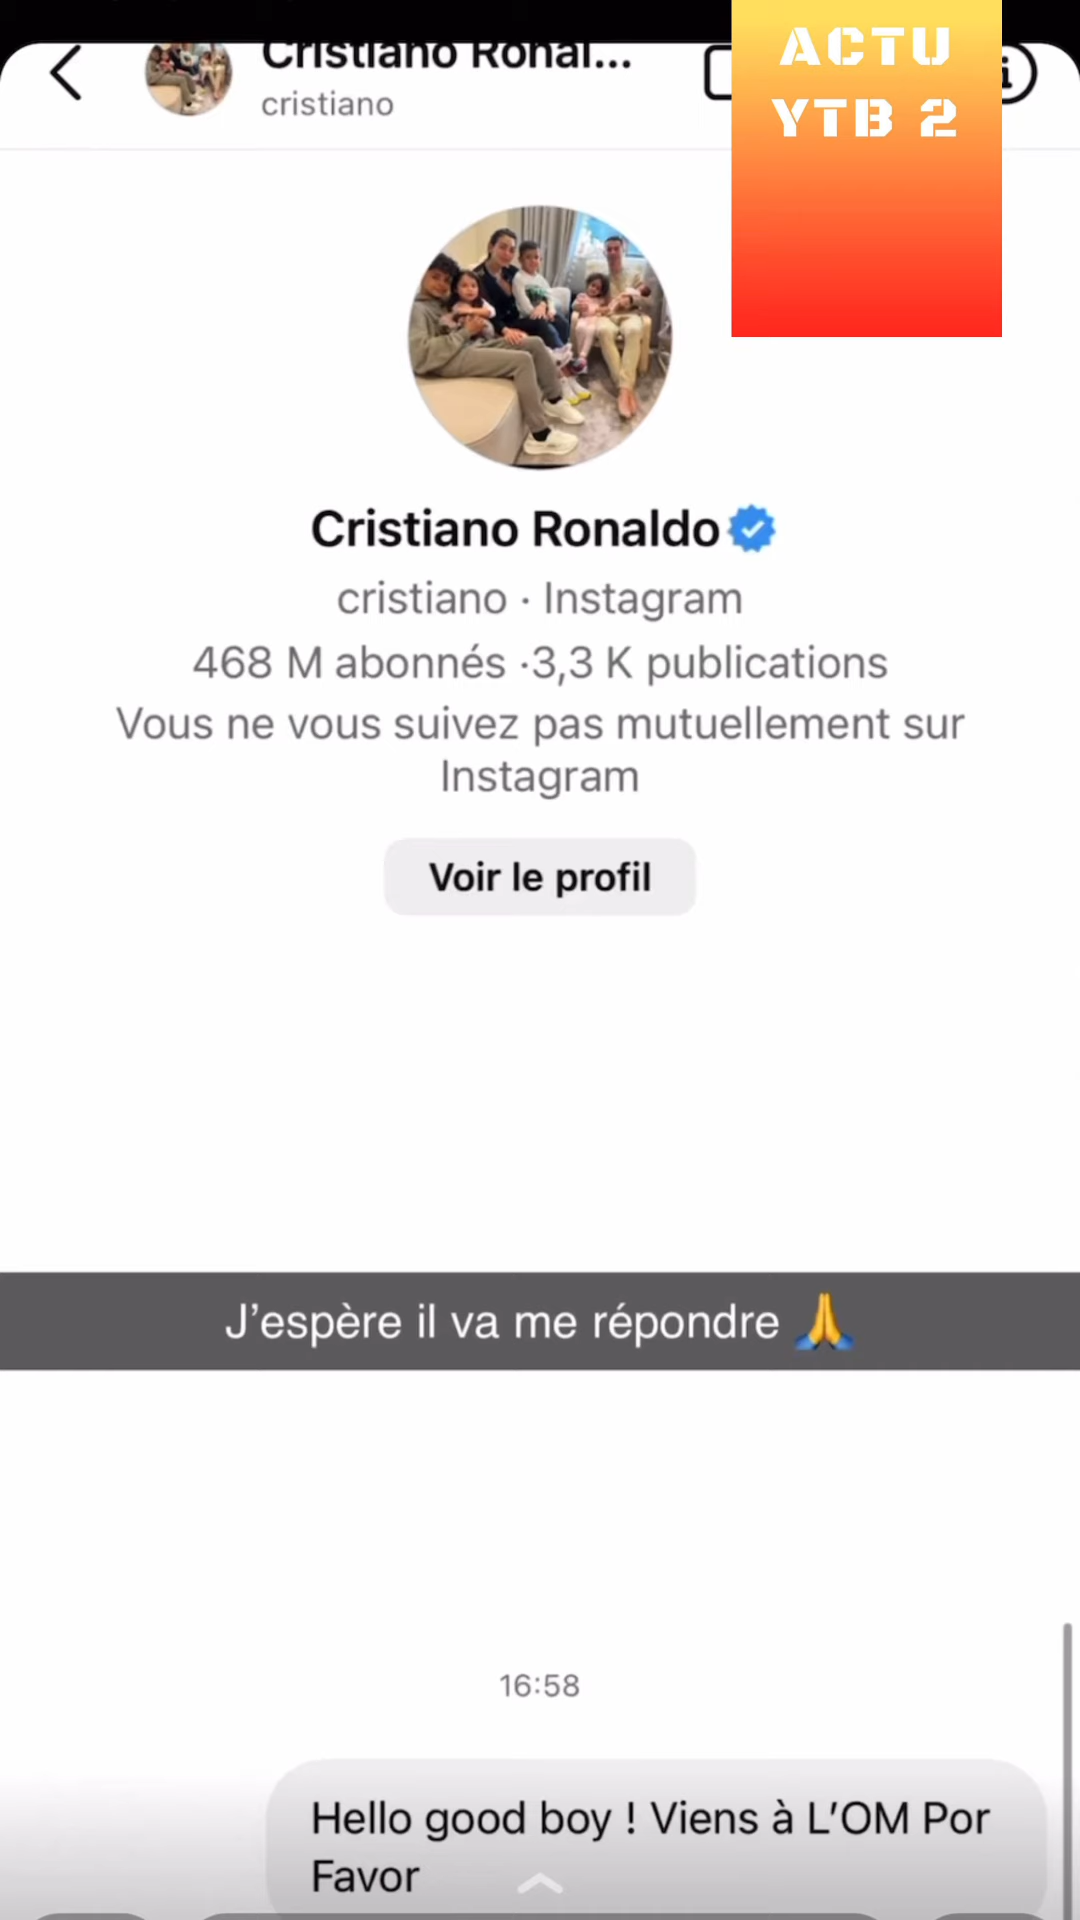 Cristiano Ronal...
cristiano
ACTU
YTB 2
Cristiano Ronaldo
cristiano · Instagram
468 M abonnés ·3,3 K publications
Vous ne vous suivez pas mutuellement sur
Instagram
Voir le profil
J’espère il va me répondre 🙏
16:58
Hello good boy ! Viens à L’OM Por
Favor